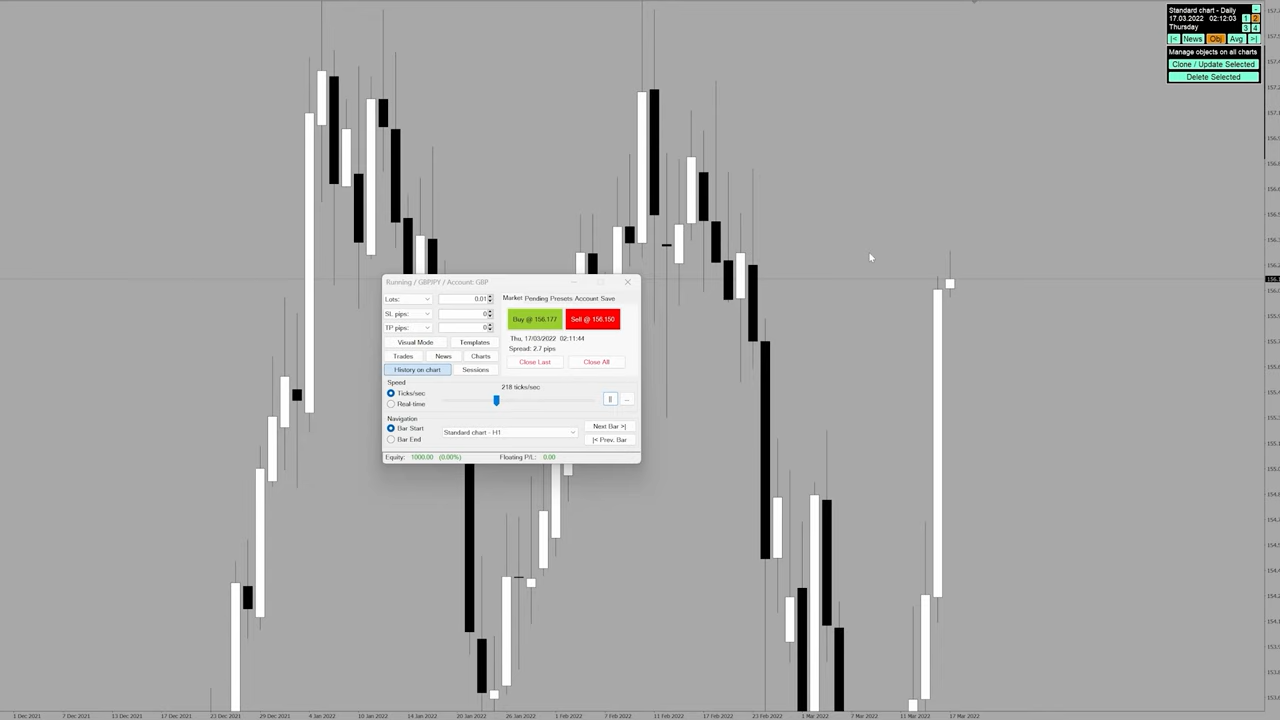 Standard chart - Daily
-
17.03.2022 02:12:03
1 2
Thursday
3 4
|< News Obj Avg >|
Manage objects on all charts
Clone / Update Selected
Delete Selected
Running / GBPJPY / Account: GBP
Lots: 0.01
SL pips: 0
TP pips: 0
Visual Mode Templates
Trades News Charts
History on chart Sessions
Market Pending Presets Account Save
Buy @ 156.177 Sell @ 156.150
Thu, 17/03/2022 02:11:44
Spread: 2.7 pips
Close Last Close All
Speed
218 ticks/sec
Ticks/sec
Real-time
...
Navigation
Bar Start
Bar End
Standard chart - H1
Next Bar >|
|< Prev. Bar
Equity: 1000.00 (0.00%) Floating P/L: 0.00
1 Dec 2021 7 Dec 2021 13 Dec 2021 17 Dec 2021 23 Dec 2021 29 Dec 2021 4 Jan 2022 10 Jan 2022 14 Jan 2022 20 Jan 2022 26 Jan 2022 1 Feb 2022 7 Feb 2022 11 Feb 2022 17 Feb 2022 23 Feb 2022 1 Mar 2022 7 Mar 2022 11 Mar 2022 17 Mar 2022